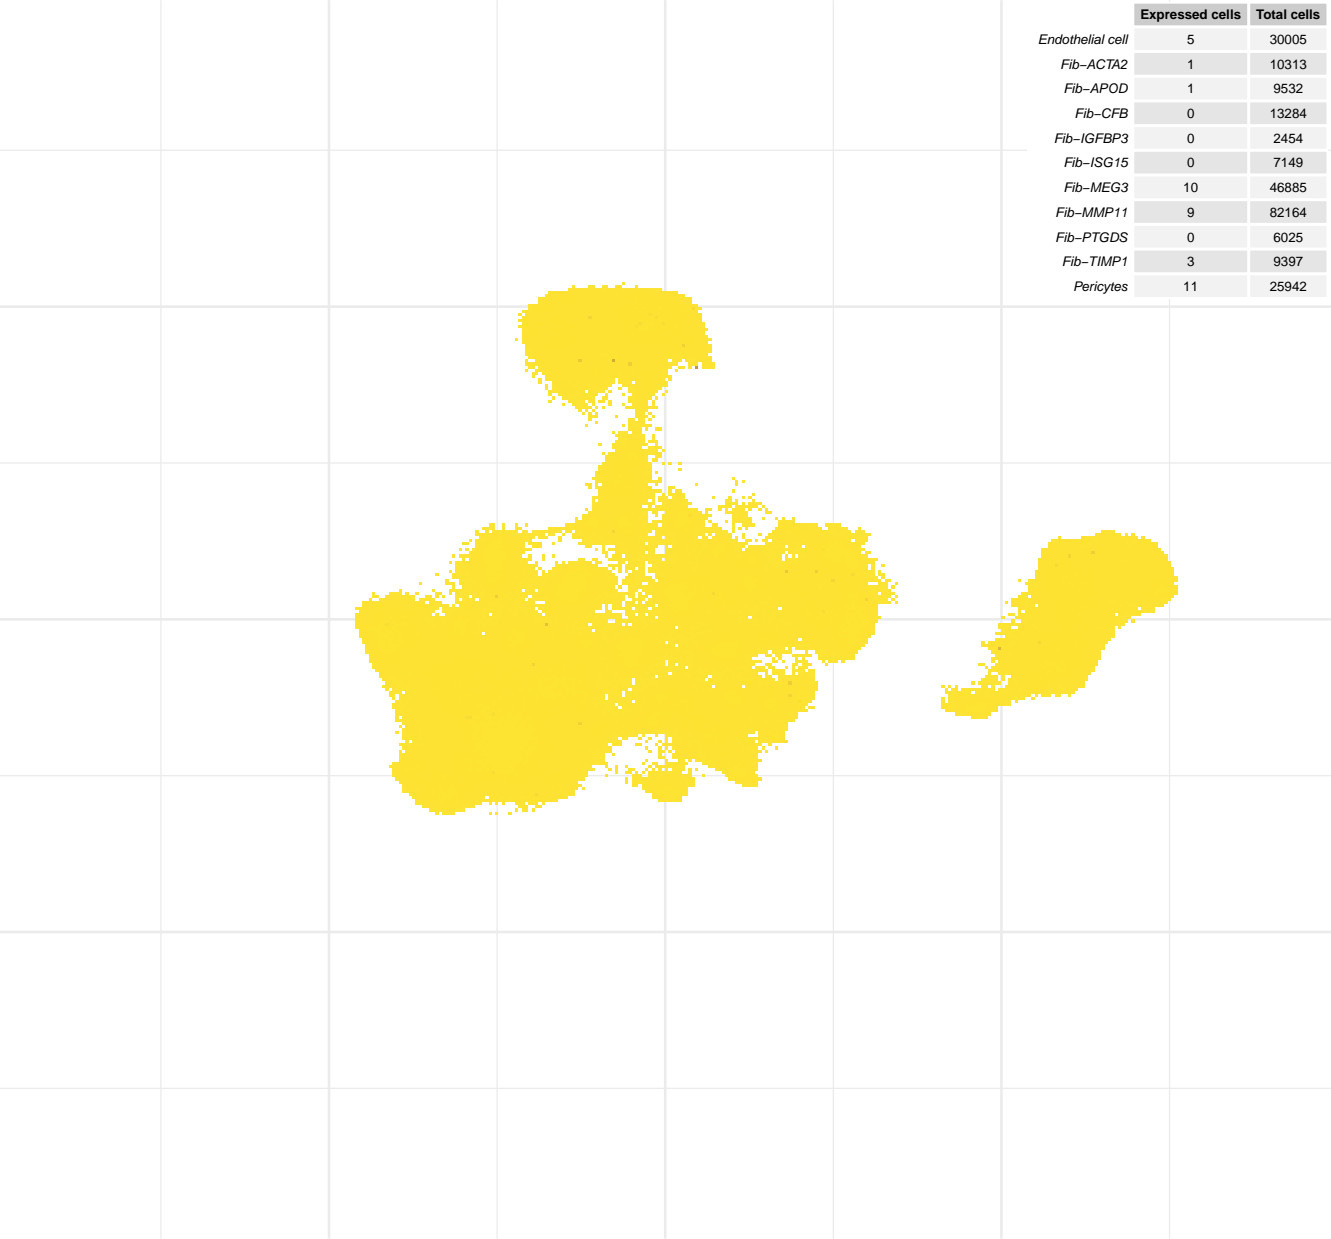 Expressed cells Total cells
Endothelial cell 5 30005
Fib−ACTA2 1 10313
Fib−APOD 1 9532
Fib−CFB 0 13284
Fib−IGFBP3 0 2454
Fib−ISG15 0 7149
Fib−MEG3 10 46885
Fib−MMP11 9 82164
Fib−PTGDS 0 6025
Fib−TIMP1 3 9397
Pericytes 11 25942